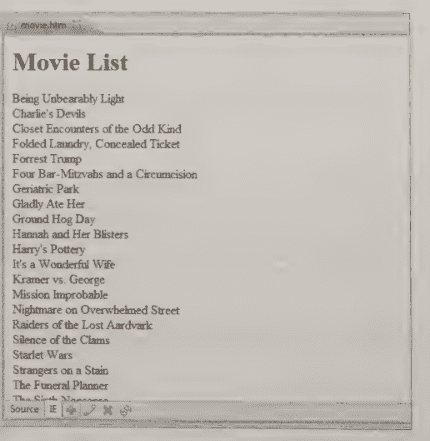 movie.htm
Movie List
Being Unbearably Light
Charlie's Devils
Closet Encounters of the Odd Kind
Folded Laundry, Concealed Ticket
Forrest Trump
Four Bar-Mitzvahs and a Circumcision
Geriatric Park
Gladly Ate Her
Ground Hog Day
Hannah and Her Blisters
Harry's Pottery
It's a Wonderful Wife
Kramer vs. George
Mission Improbable
Nightmare on Overwhelmed Street
Raiders of the Lost Aardvark
Silence of the Clams
Starlet Wars
Strangers on a Stain
The Funeral Planner
The Sixth
Source IE